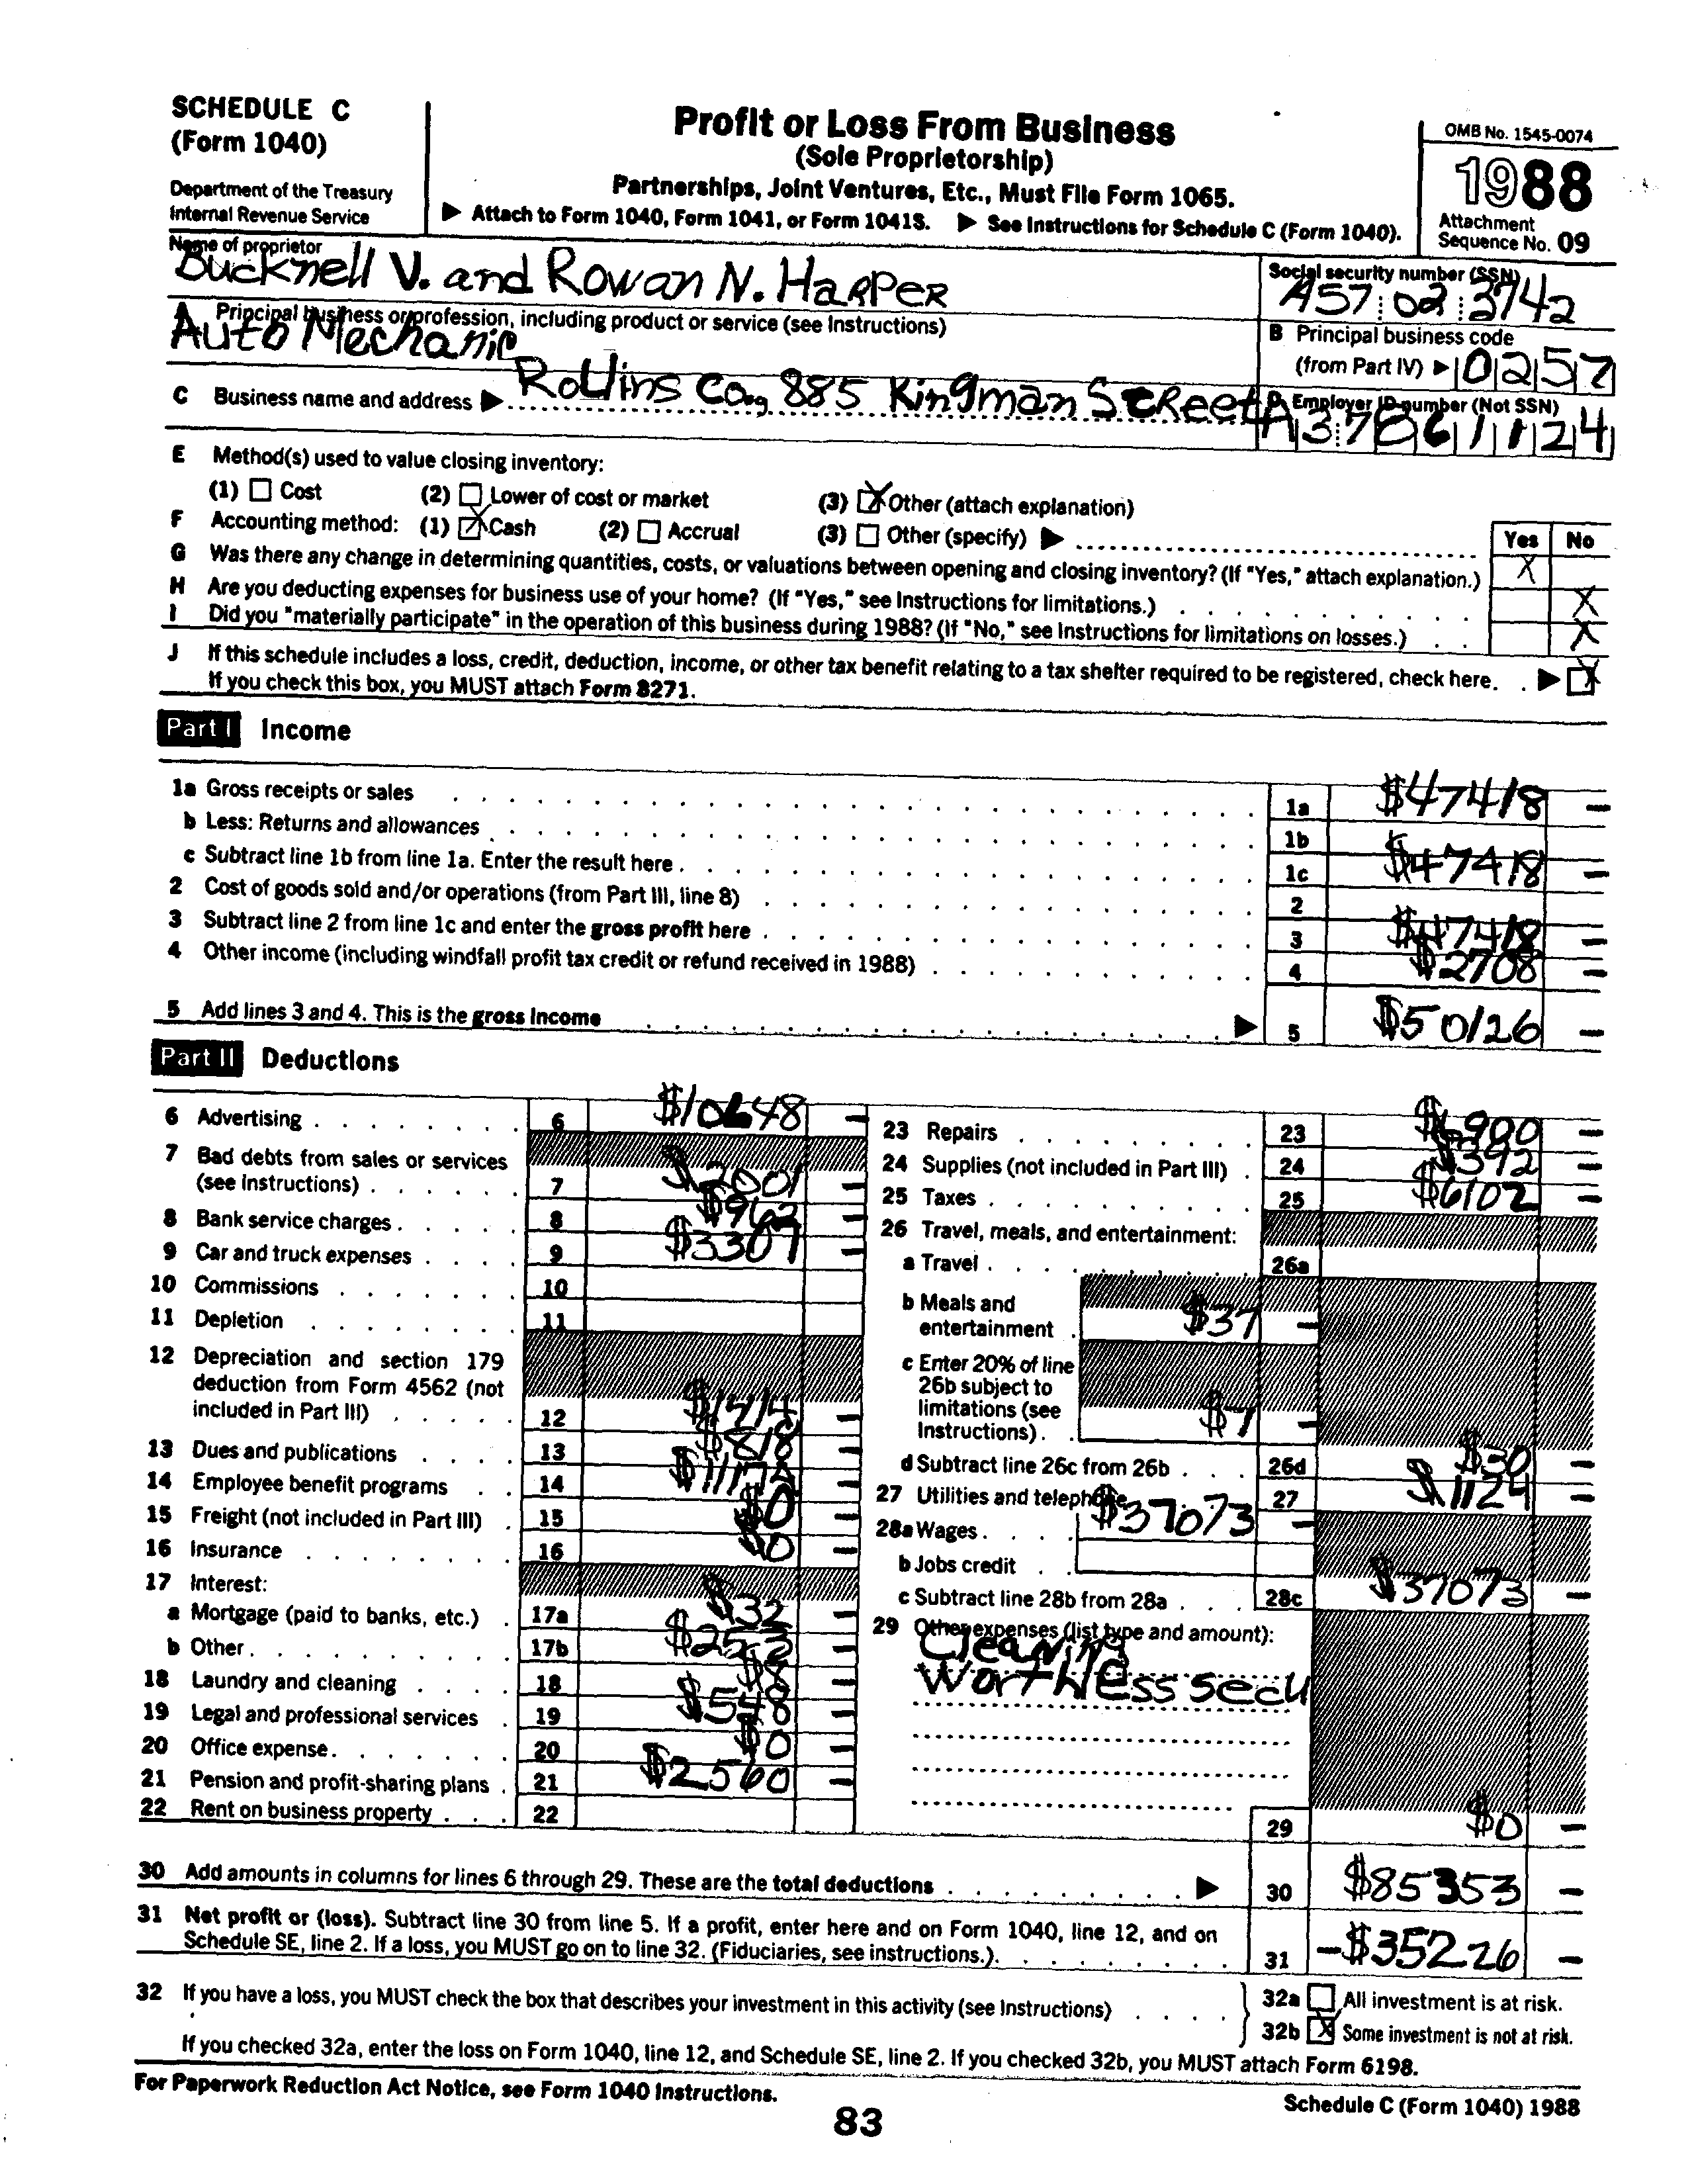 SCHEDULE C
(Form 1040)
Department of the Treasury
Internal Revenue Service
Profit or Loss From Business
(Sole Proprietorship)
Partnerships, Joint Ventures, Etc., Must File Form 1065.
▶ Attach to Form 1040, Form 1041, or Form 1041S. ▶ See Instructions for Schedule C (Form 1040).
OMB No. 1545-0074
1988
Attachment
Sequence No. 09
Name of proprietor
Bucknell V. and Rowan N. Harper
Social security number (SSN)
A57 02 3742
A Principal business or profession, including product or service (see Instructions)
Auto Mechanic
B Principal business code
(from Part IV) ▶ 0257
C Business name and address ▶ Rollins Co., 885 Kingman Street
D Employer ID number (Not SSN)
A37061124
E Method(s) used to value closing inventory:
(1) Cost (2) Lower of cost or market (3) X Other (attach explanation)
F Accounting method: (1) X Cash (2) Accrual (3) Other (specify) ▶
Yes No
G Was there any change in determining quantities, costs, or valuations between opening and closing inventory? (If "Yes," attach explanation.) X
H Are you deducting expenses for business use of your home? (If "Yes," see Instructions for limitations.) X
I Did you "materially participate" in the operation of this business during 1988? (If "No," see Instructions for limitations on losses.) X
J If this schedule includes a loss, credit, deduction, income, or other tax benefit relating to a tax shelter required to be registered, check here. ▶ X
If you check this box, you MUST attach Form 8271.
Part I Income
1a Gross receipts or sales 1a $47418 –
b Less: Returns and allowances 1b
c Subtract line 1b from line 1a. Enter the result here 1c $47418 –
2 Cost of goods sold and/or operations (from Part III, line 8) 2
3 Subtract line 2 from line 1c and enter the gross profit here 3 $47418 –
4 Other income (including windfall profit tax credit or refund received in 1988) 4 $2708 –
5 Add lines 3 and 4. This is the gross income ▶ 5 $50126 –
Part II Deductions
6 Advertising 6 $10648 –
7 Bad debts from sales or services
(see Instructions) 7 $2001 –
8 Bank service charges 8 $963 –
9 Car and truck expenses 9 $3307 –
10 Commissions 10
11 Depletion 11
12 Depreciation and section 179
deduction from Form 4562 (not
included in Part III) 12 –
13 Dues and publications 13 $818 –
14 Employee benefit programs 14 –
15 Freight (not included in Part III) 15 $0 –
16 Insurance 16 $0 –
17 Interest:
a Mortgage (paid to banks, etc.) 17a $32 –
b Other 17b $252 –
18 Laundry and cleaning 18 $8 –
19 Legal and professional services 19 $548 –
20 Office expense 20 $0 –
21 Pension and profit-sharing plans 21 $2560 –
22 Rent on business property 22
23 Repairs 23 –
24 Supplies (not included in Part III) 24 $392 –
25 Taxes 25 $6102 –
26 Travel, meals, and entertainment:
a Travel 26a
b Meals and
entertainment $37 –
c Enter 20% of line
26b subject to
limitations (see
Instructions) $7 –
d Subtract line 26c from 26b 26d $30 –
27 Utilities and telephone 27 –
28a Wages $37073 –
b Jobs credit
c Subtract line 28b from 28a 28c $37073 –
29 Other expenses (list type and amount):
Cleaning
Worthless secu
29 $0 –
30 Add amounts in columns for lines 6 through 29. These are the total deductions ▶ 30 $85353 –
31 Net profit or (loss). Subtract line 30 from line 5. If a profit, enter here and on Form 1040, line 12, and on
Schedule SE, line 2. If a loss, you MUST go on to line 32. (Fiduciaries, see instructions.) 31 -$35226 –
32 If you have a loss, you MUST check the box that describes your investment in this activity (see Instructions)
32a All investment is at risk.
32b X Some investment is not at risk.
If you checked 32a, enter the loss on Form 1040, line 12, and Schedule SE, line 2. If you checked 32b, you MUST attach Form 6198.
For Paperwork Reduction Act Notice, see Form 1040 Instructions.
Schedule C (Form 1040) 1988
83